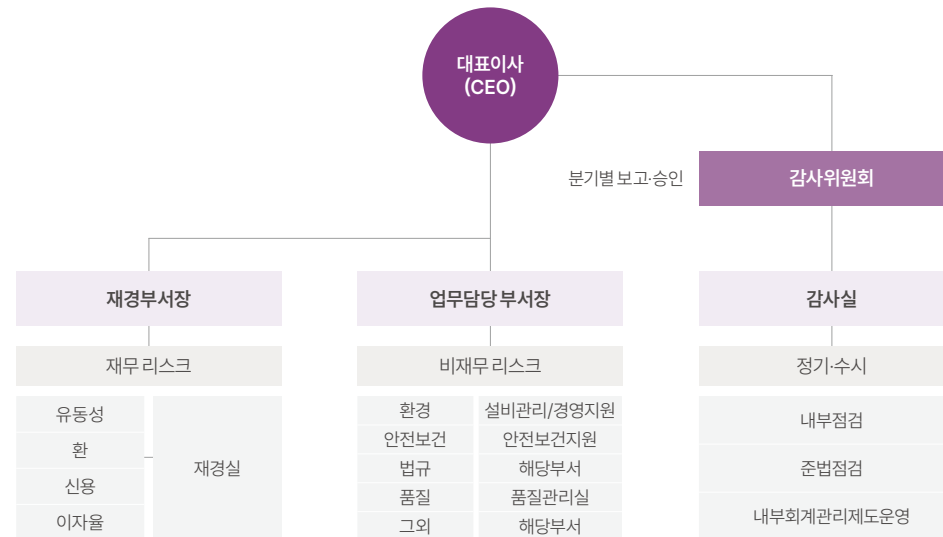 대표이사
(CEO)
분기별 보고·승인
감사위원회
재경부서장
업무담당 부서장
감사실
재무 리스크
비재무 리스크
정기·수시
유동성
환
신용
이자율
재경실
환경
설비관리/경영지원
안전보건
안전보건지원
법규
해당부서
품질
품질관리실
그외
해당부서
내부점검
준법점검
내부회계관리제도운영